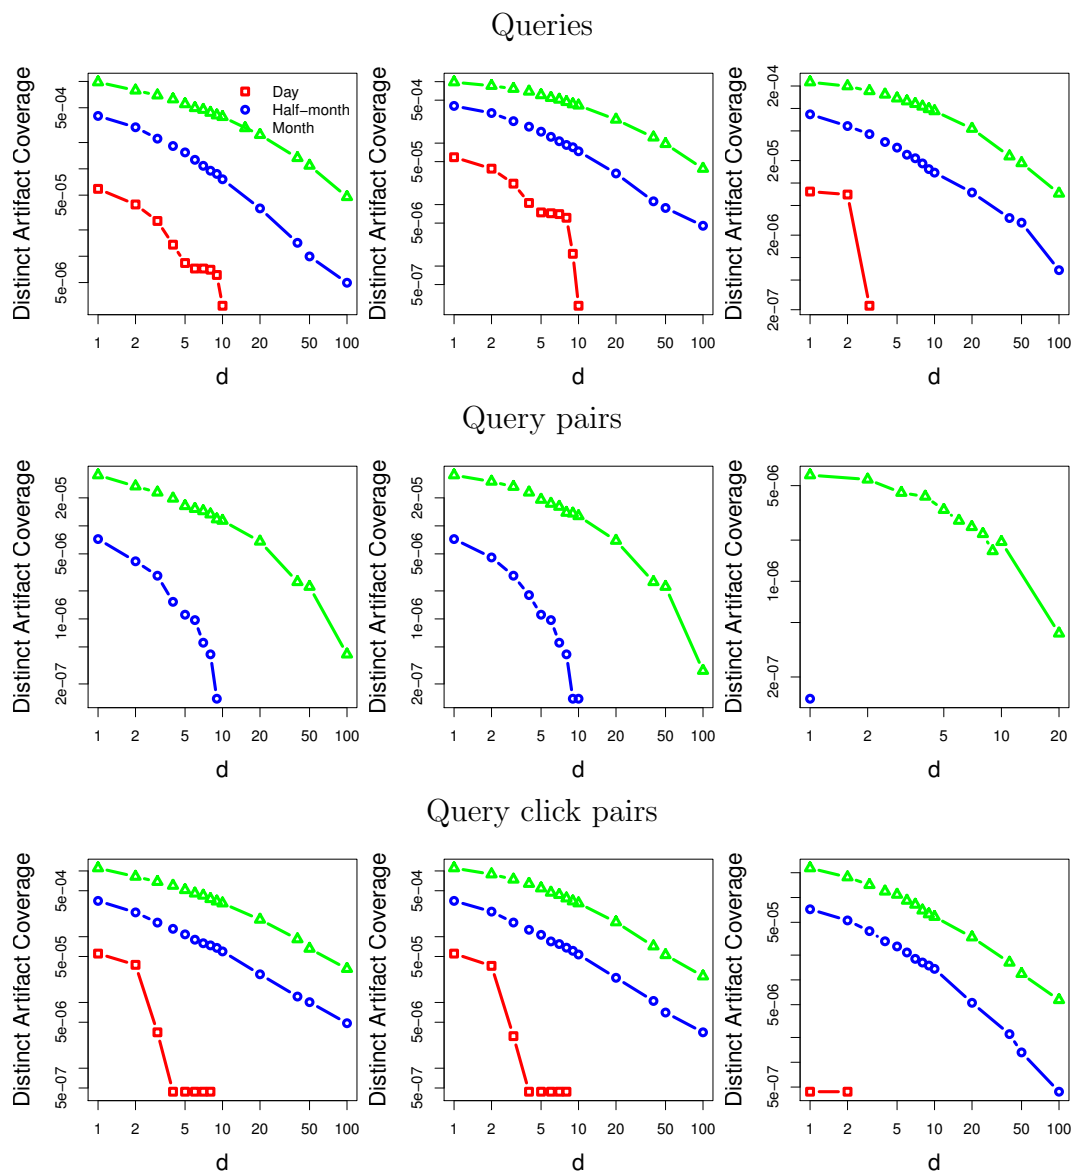 Queries
Distinct Artifact Coverage
5e−04
5e−05
5e−06
Day
Half−month
Month
1 2 5 10 20 50 100
d
Distinct Artifact Coverage
5e−04
5e−05
5e−06
5e−07
1 2 5 10 20 50 100
d
Distinct Artifact Coverage
2e−04
2e−05
2e−06
2e−07
1 2 5 10 20 50 100
d
Query pairs
Distinct Artifact Coverage
2e−05
5e−06
1e−06
2e−07
1 2 5 10 20 50 100
d
Distinct Artifact Coverage
2e−05
5e−06
1e−06
2e−07
1 2 5 10 20 50 100
d
Distinct Artifact Coverage
5e−06
1e−06
2e−07
1 2 5 10 20
d
Query click pairs
Distinct Artifact Coverage
5e−04
5e−05
5e−06
5e−07
1 2 5 10 20 50 100
d
Distinct Artifact Coverage
5e−04
5e−05
5e−06
5e−07
1 2 5 10 20 50 100
d
Distinct Artifact Coverage
5e−05
5e−06
5e−07
1 2 5 10 20 50 100
d